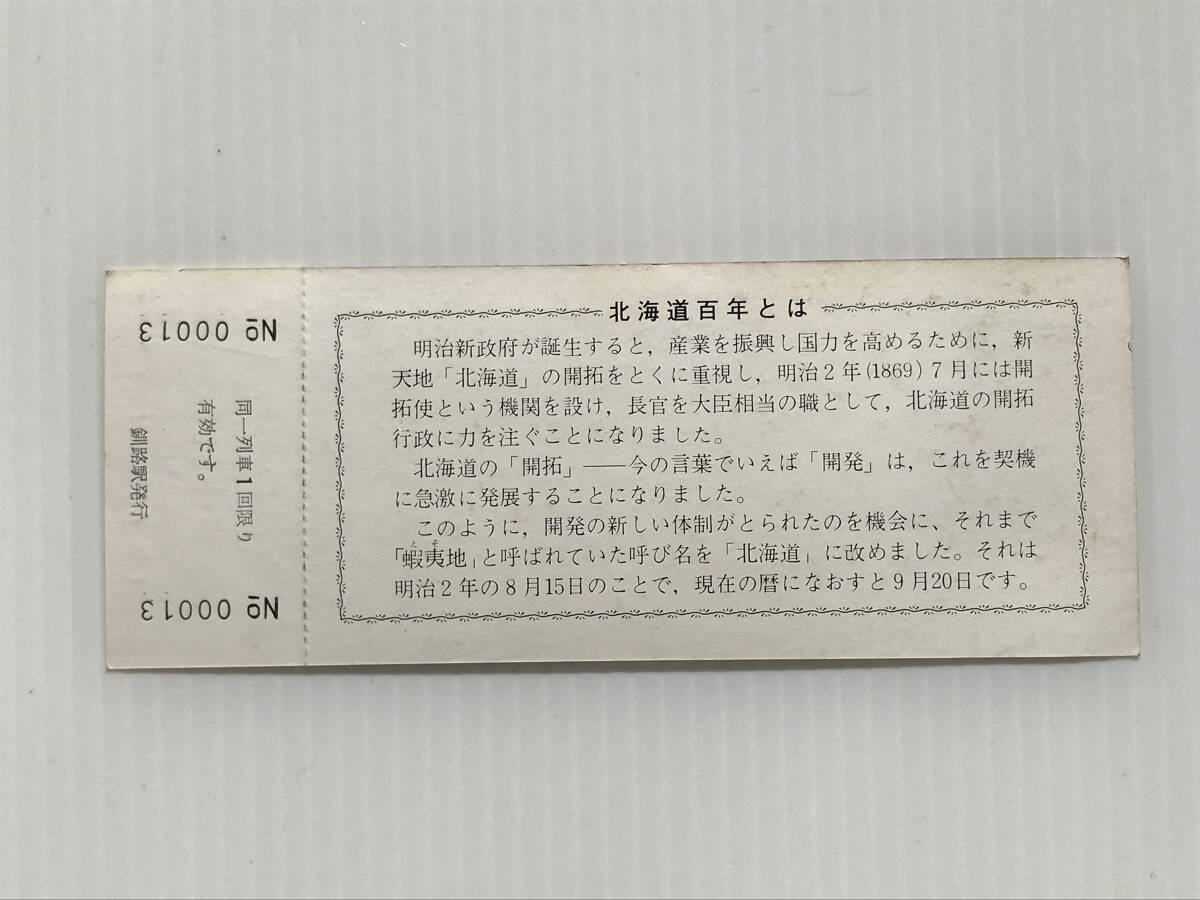 北海道百年とは
明治新政府が誕生すると，産業を振興し国力を高めるために，新
天地「北海道」の開拓をとくに重視し，明治2年(1869)7月には開
拓使という機関を設け，長官を大臣相当の職として，北海道の開拓
行政に力を注ぐことになりました。
北海道の「開拓」――今の言葉でいえば「開発」は，これを契機
に急激に発展することになりました。
このように，開発の新しい体制がとられたのを機会に、それまで
「蝦夷地」と呼ばれていた呼び名を「北海道」に改めました。それは
えぞ
明治2年の8月15日のことで，現在の暦になおすと9月20日です。
№ 00013
同一列車1回限り
有効です。
釧路駅発行
№ 00013